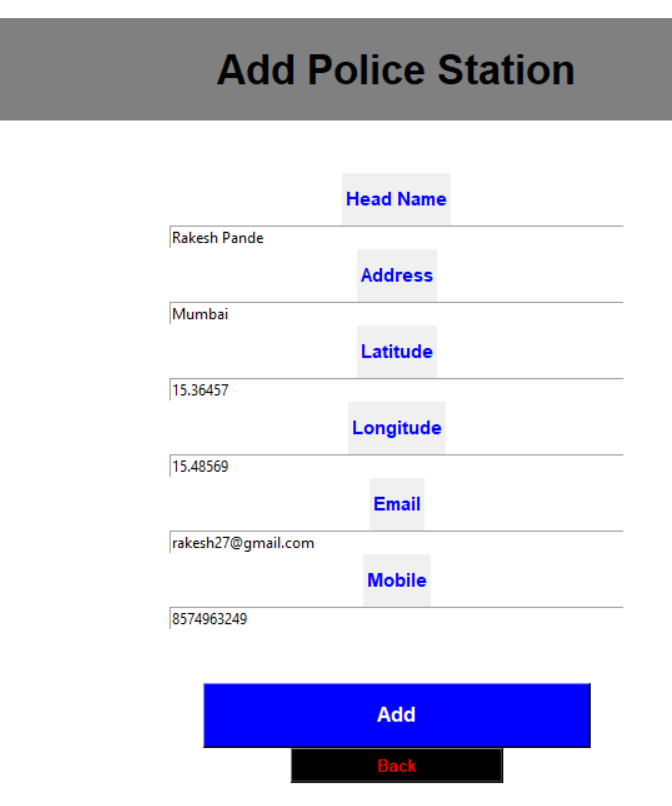 Add Police Station
Head Name
Rakesh Pande
Address
Mumbai
Latitude
15.36457
Longitude
15.48569
Email
rakesh27@gmail.com
Mobile
8574963249
Add
Back